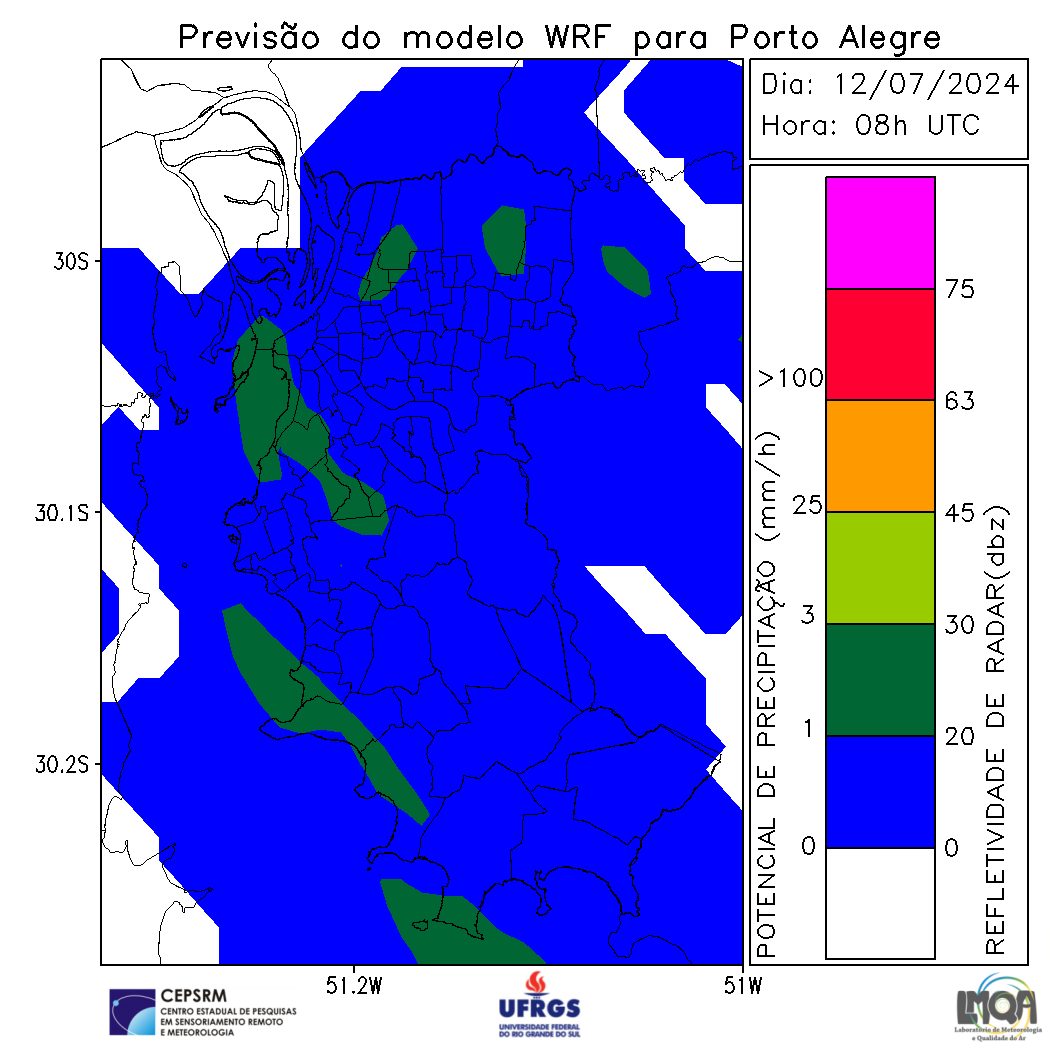 Previsão do modelo WRF para Porto Alegre
Dia: 12/07/2024
Hora: 08h UTC
30S
30.1S
30.2S
51.2W
51W
POTENCIAL DE PRECIPITAÇÃO (mm/h)
>100
25
3
1
0
75
63
45
30
20
0
REFLETIVIDADE DE RADAR(dbz)
CEPSRM
CENTRO ESTADUAL DE PESQUISAS
EM SENSORIAMENTO REMOTO
E METEOROLOGIA
UFRGS
UNIVERSIDADE FEDERAL
DO RIO GRANDE DO SUL
LMQA
Laboratório de Meteorologia
e Qualidade do Ar